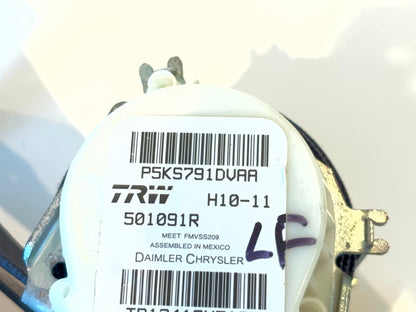 P5KS791DVAA
TRW H10-11
501091R
MEET FMVSS209
ASSEMBLED IN MEXICO
DAIMLER CHRYSLER
LF